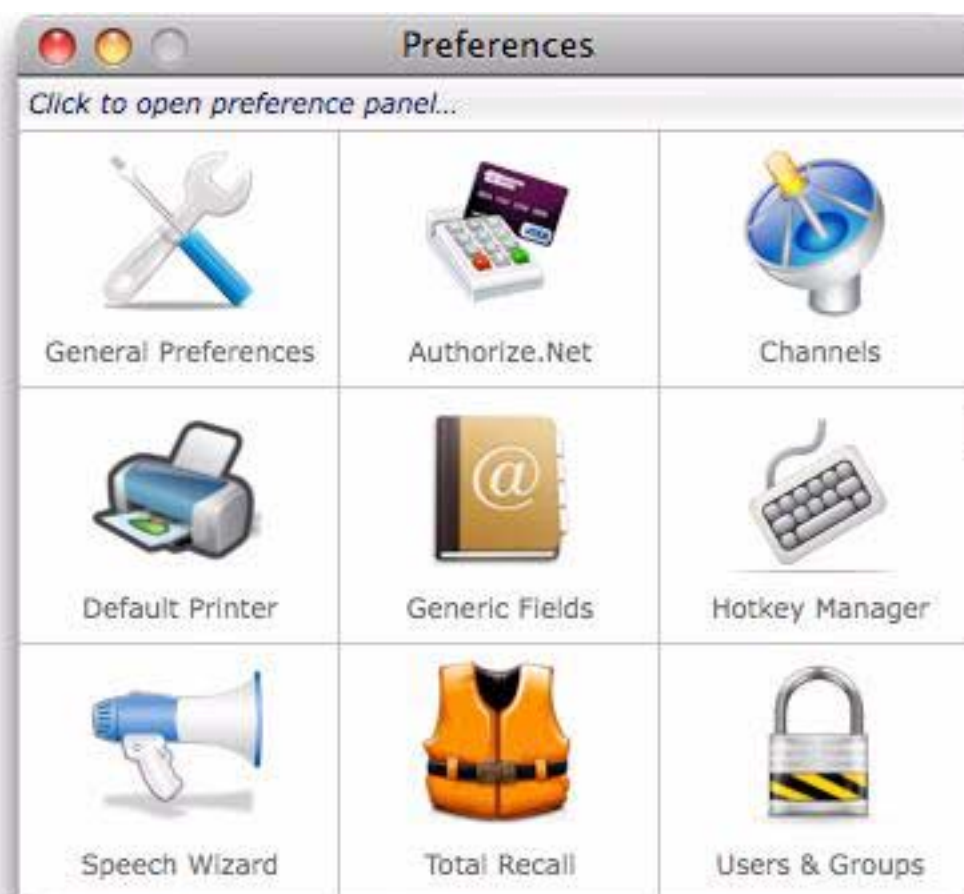 Preferences
Click to open preference panel...
General Preferences
Authorize.Net
Channels
Default Printer
Generic Fields
Hotkey Manager
Speech Wizard
Total Recall
Users & Groups
@
VISA